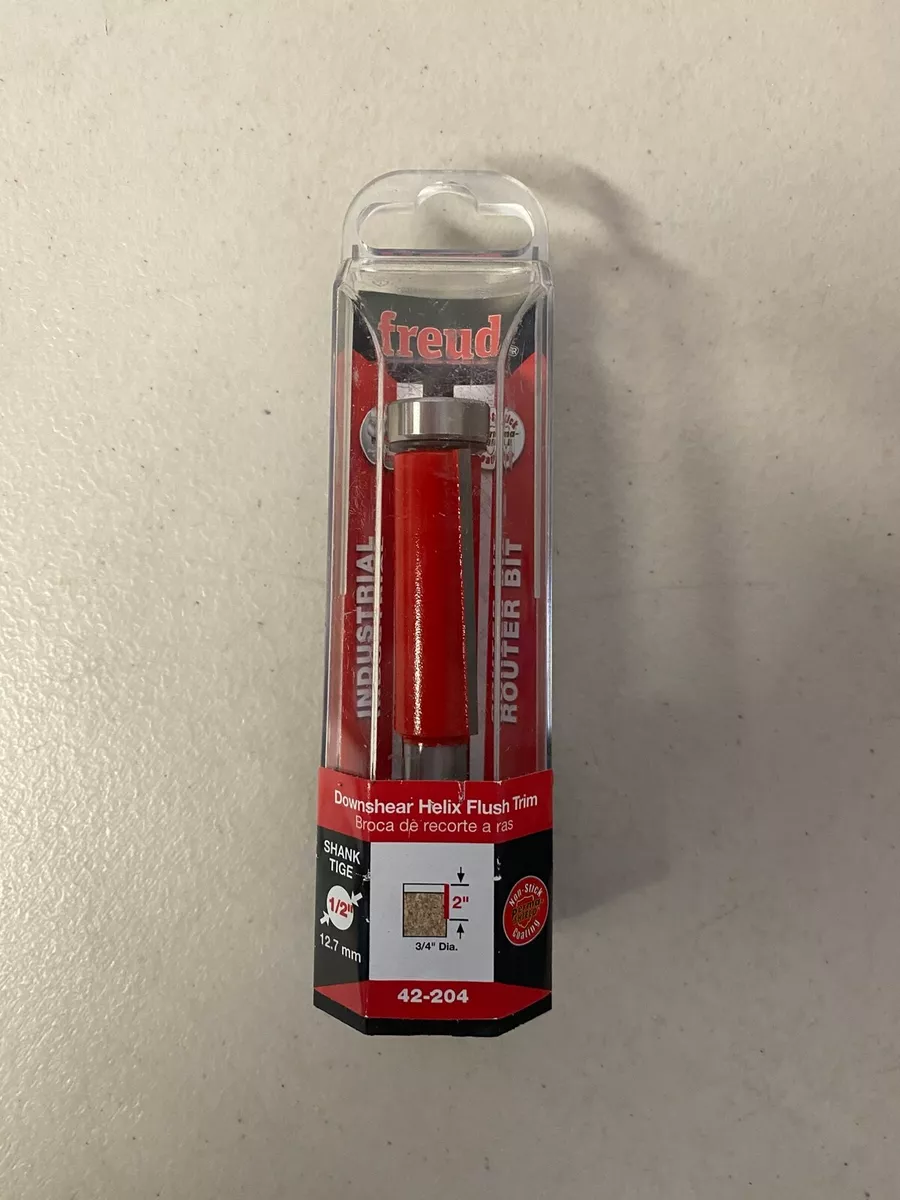 freud®
INDUSTRIAL
ROUTER BIT
Downshear Helix Flush Trim
Broca de recorte a ras
SHANK
TIGE
1/2"
12.7 mm
2"
3/4" Dia.
Non-Stick
Perma-
Coating
42-204